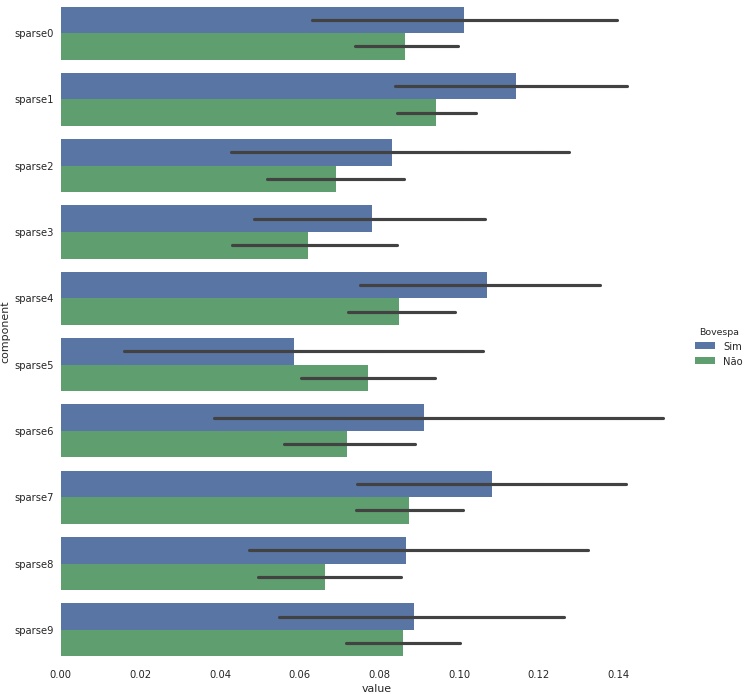 sparse0
sparse1
sparse2
sparse3
sparse4
sparse5
sparse6
sparse7
sparse8
sparse9
component
0.00 0.02 0.04 0.06 0.08 0.10 0.12 0.14
value
Bovespa
Sim
Não